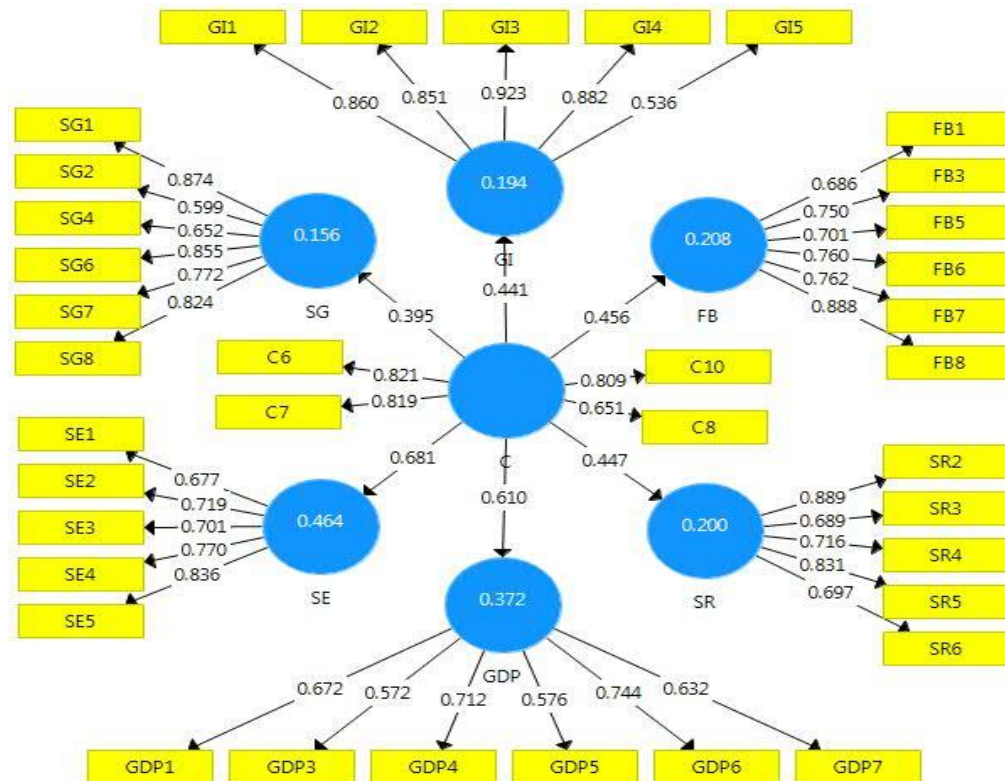 GI1 GI2 GI3 GI4 GI5
0.860 0.851 0.923 0.882 0.536
0.194
GI
SG1
SG2
SG4
SG6
SG7
SG8
0.874
0.599
0.652
0.855
0.772
0.824
0.156
SG
0.395
0.441
0.456
FB1
FB3
FB5
FB6
FB7
FB8
0.686
0.750
0.701
0.760
0.762
0.888
0.208
FB
C6
C7
0.821
0.819
0.809
0.651
C10
C8
C
0.681
0.610
0.447
SE1
SE2
SE3
SE4
SE5
0.677
0.719
0.701
0.770
0.836
0.464
SE
SR2
SR3
SR4
SR5
SR6
0.889
0.689
0.716
0.831
0.697
0.200
SR
0.372
GDP
0.672 0.572 0.712 0.576 0.744 0.632
GDP1 GDP3 GDP4 GDP5 GDP6 GDP7